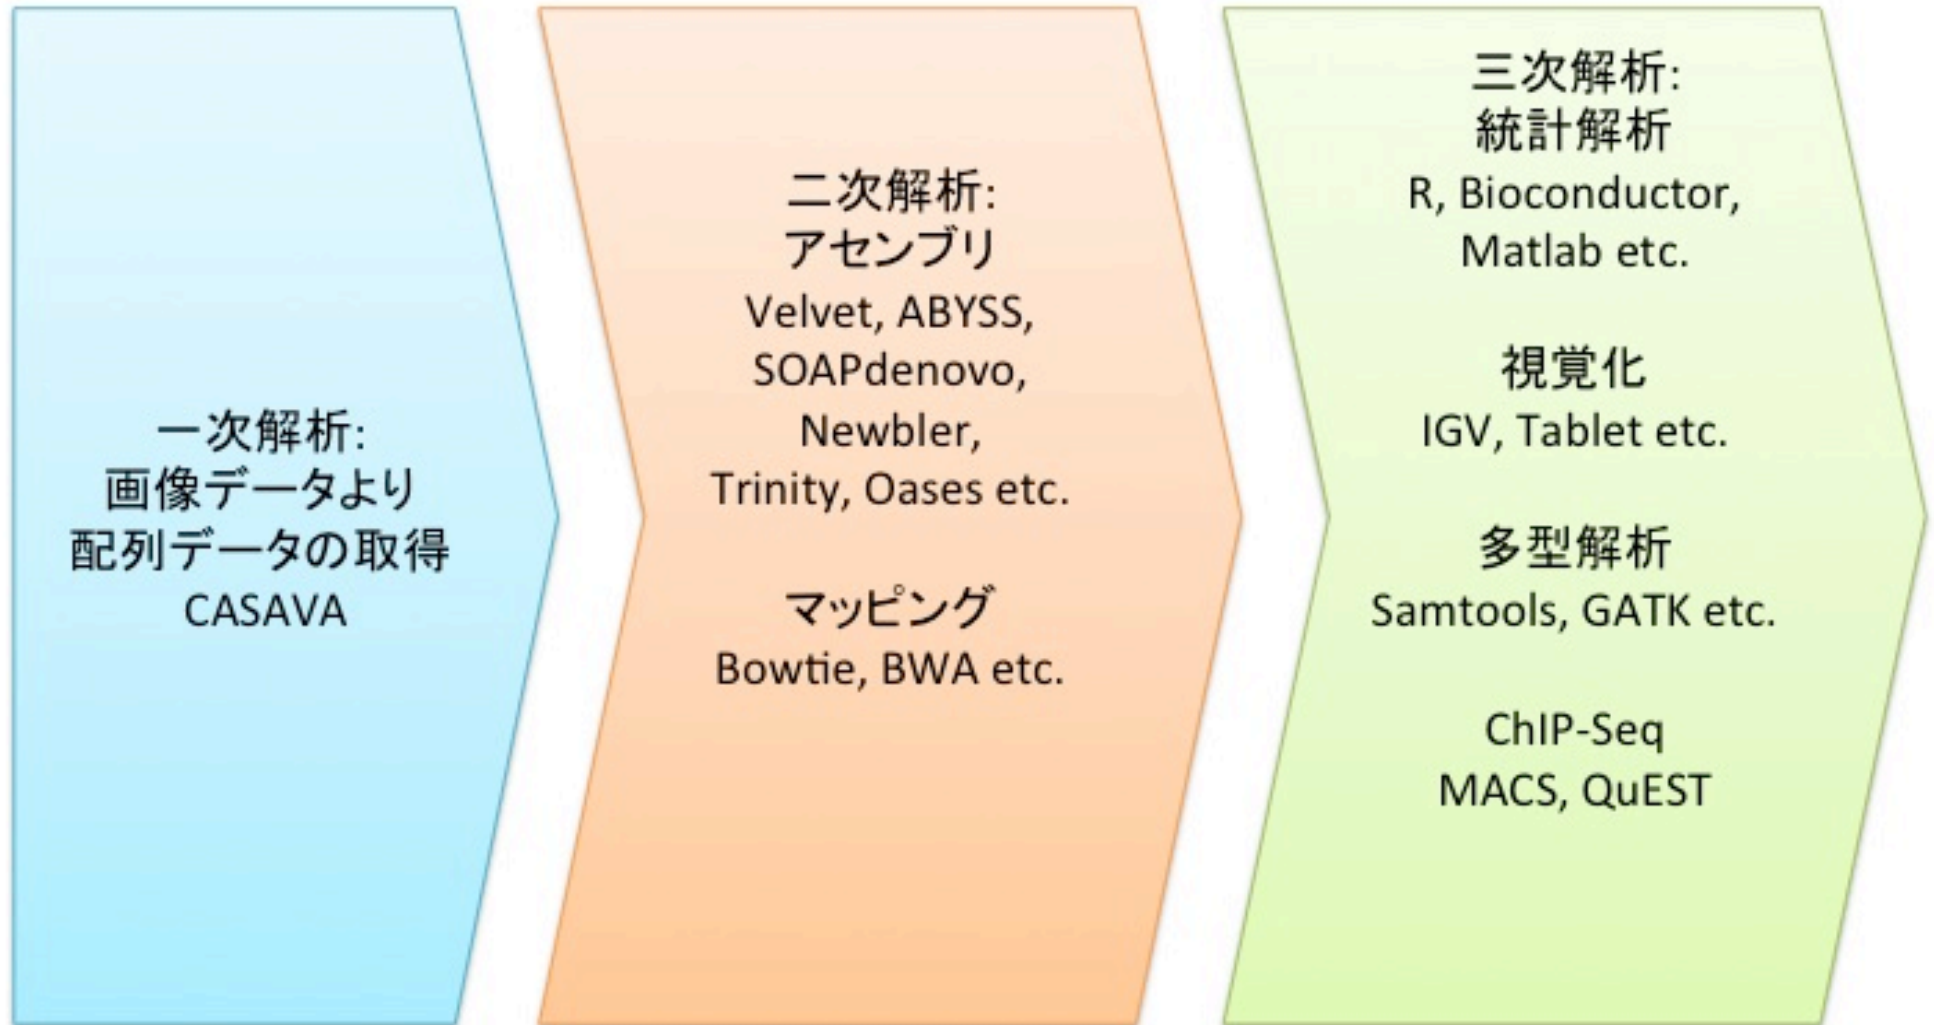 一次解析:
画像データより
配列データの取得
CASAVA
二次解析:
アセンブリ
Velvet, ABYSS,
SOAPdenovo,
Newbler,
Trinity, Oases etc.
マッピング
Bowtie, BWA etc.
三次解析:
統計解析
R, Bioconductor,
Matlab etc.
視覚化
IGV, Tablet etc.
多型解析
Samtools, GATK etc.
ChIP-Seq
MACS, QuEST